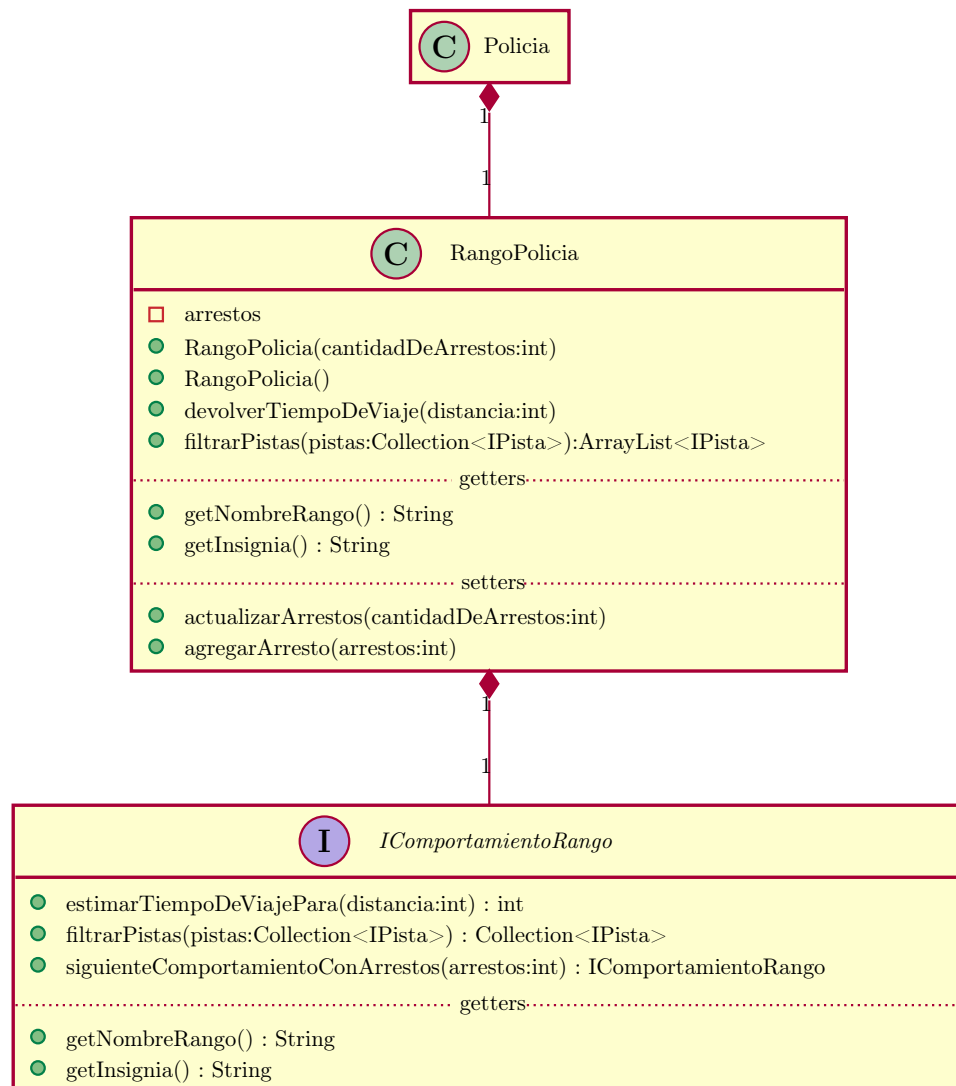 C Policia
1
1
C RangoPolicia
arrestos
RangoPolicia(cantidadDeArrestos:int)
RangoPolicia()
devolverTiempoDeViaje(distancia:int)
filtrarPistas(pistas:Collection<IPista>):ArrayList<IPista>
getters
getNombreRango() : String
getInsignia() : String
setters
actualizarArrestos(cantidadDeArrestos:int)
agregarArresto(arrestos:int)
1
1
I IComportamientoRango
estimarTiempoDeViajePara(distancia:int) : int
filtrarPistas(pistas:Collection<IPista>) : Collection<IPista>
siguienteComportamientoConArrestos(arrestos:int) : IComportamientoRango
getters
getNombreRango() : String
getInsignia() : String